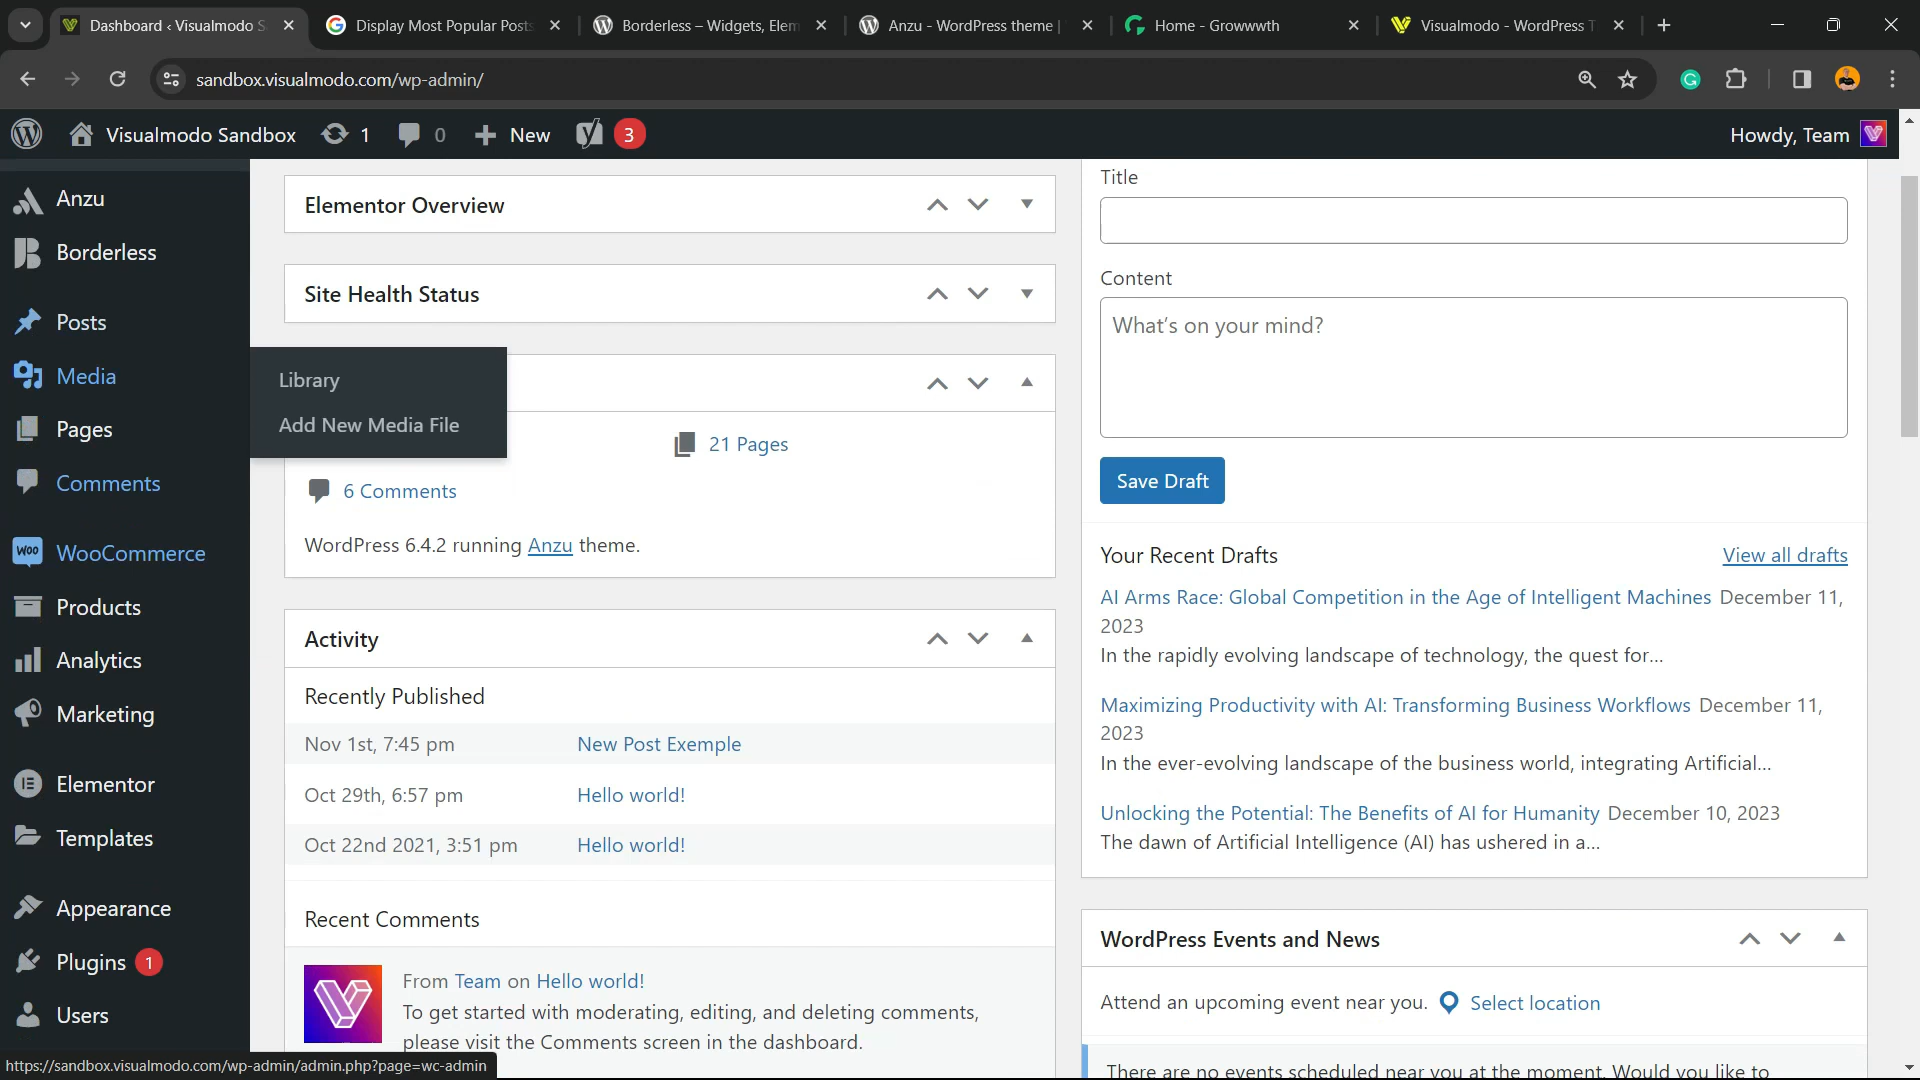 Dashboard ‹ Visualmodo S
Display Most Popular Posts
Borderless – Widgets, Elem
Anzu - WordPress theme |
Home - Growwwth
Visualmodo - WordPress T
sandbox.visualmodo.com/wp-admin/
Visualmodo Sandbox
1
0
New
3
Howdy, Team
Anzu
Borderless
Posts
Media
Pages
Comments
WooCommerce
Products
Analytics
Marketing
Elementor
Templates
Appearance
Plugins 1
Users
Library
Add New Media File
Elementor Overview
Site Health Status
21 Pages
6 Comments
WordPress 6.4.2 running Anzu theme.
Activity
Recently Published
Nov 1st, 7:45 pm New Post Exemple
Oct 29th, 6:57 pm Hello world!
Oct 22nd 2021, 3:51 pm Hello world!
Recent Comments
From Team on Hello world!
To get started with moderating, editing, and deleting comments,
please visit the Comments screen in the dashboard.
Title
Content
What's on your mind?
Save Draft
Your Recent Drafts View all drafts
AI Arms Race: Global Competition in the Age of Intelligent Machines December 11,
2023
In the rapidly evolving landscape of technology, the quest for…
Maximizing Productivity with AI: Transforming Business Workflows December 11,
2023
In the ever-evolving landscape of the business world, integrating Artificial…
Unlocking the Potential: The Benefits of AI for Humanity December 10, 2023
The dawn of Artificial Intelligence (AI) has ushered in a…
WordPress Events and News
Attend an upcoming event near you. Select location
There are no events scheduled near you at the moment. Would you like to
https://sandbox.visualmodo.com/wp-admin/admin.php?page=wc-admin